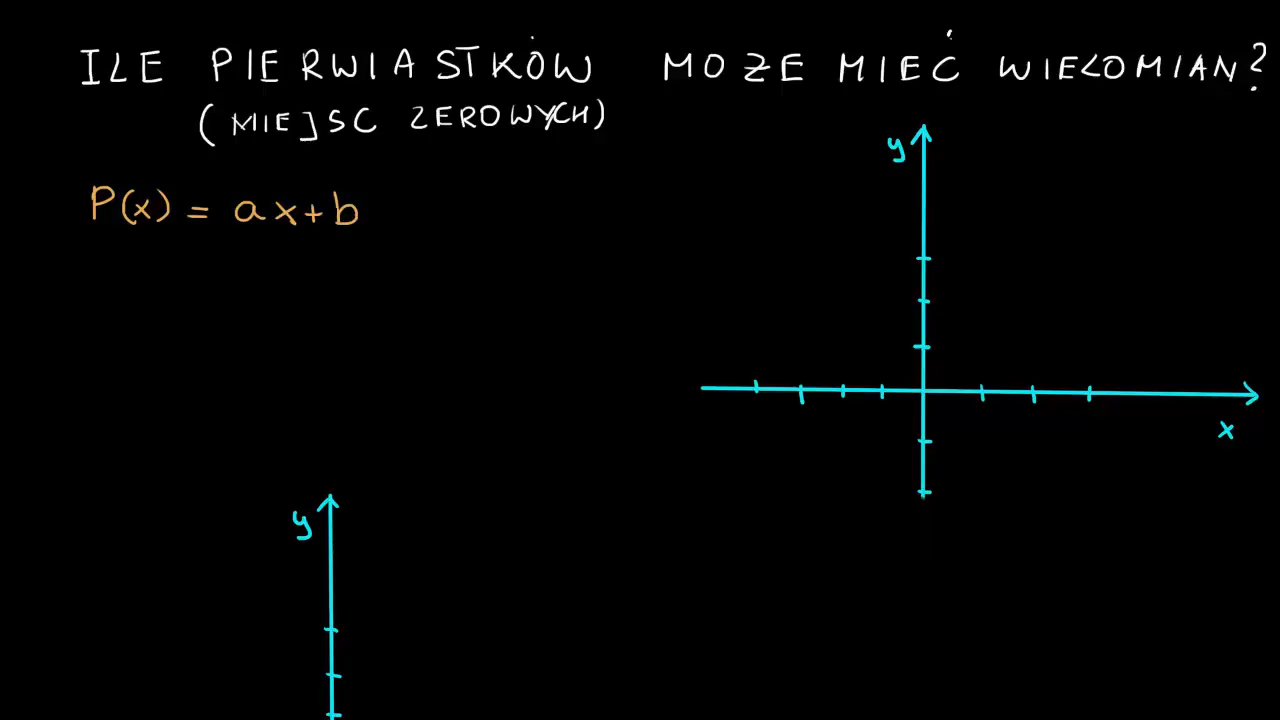 ILE PIERWIASTKÓW MOŻE MIEĆ WIELOMIAN?
(MIEJSC ZEROWYCH)
P(x) = ax+b
y
x
y